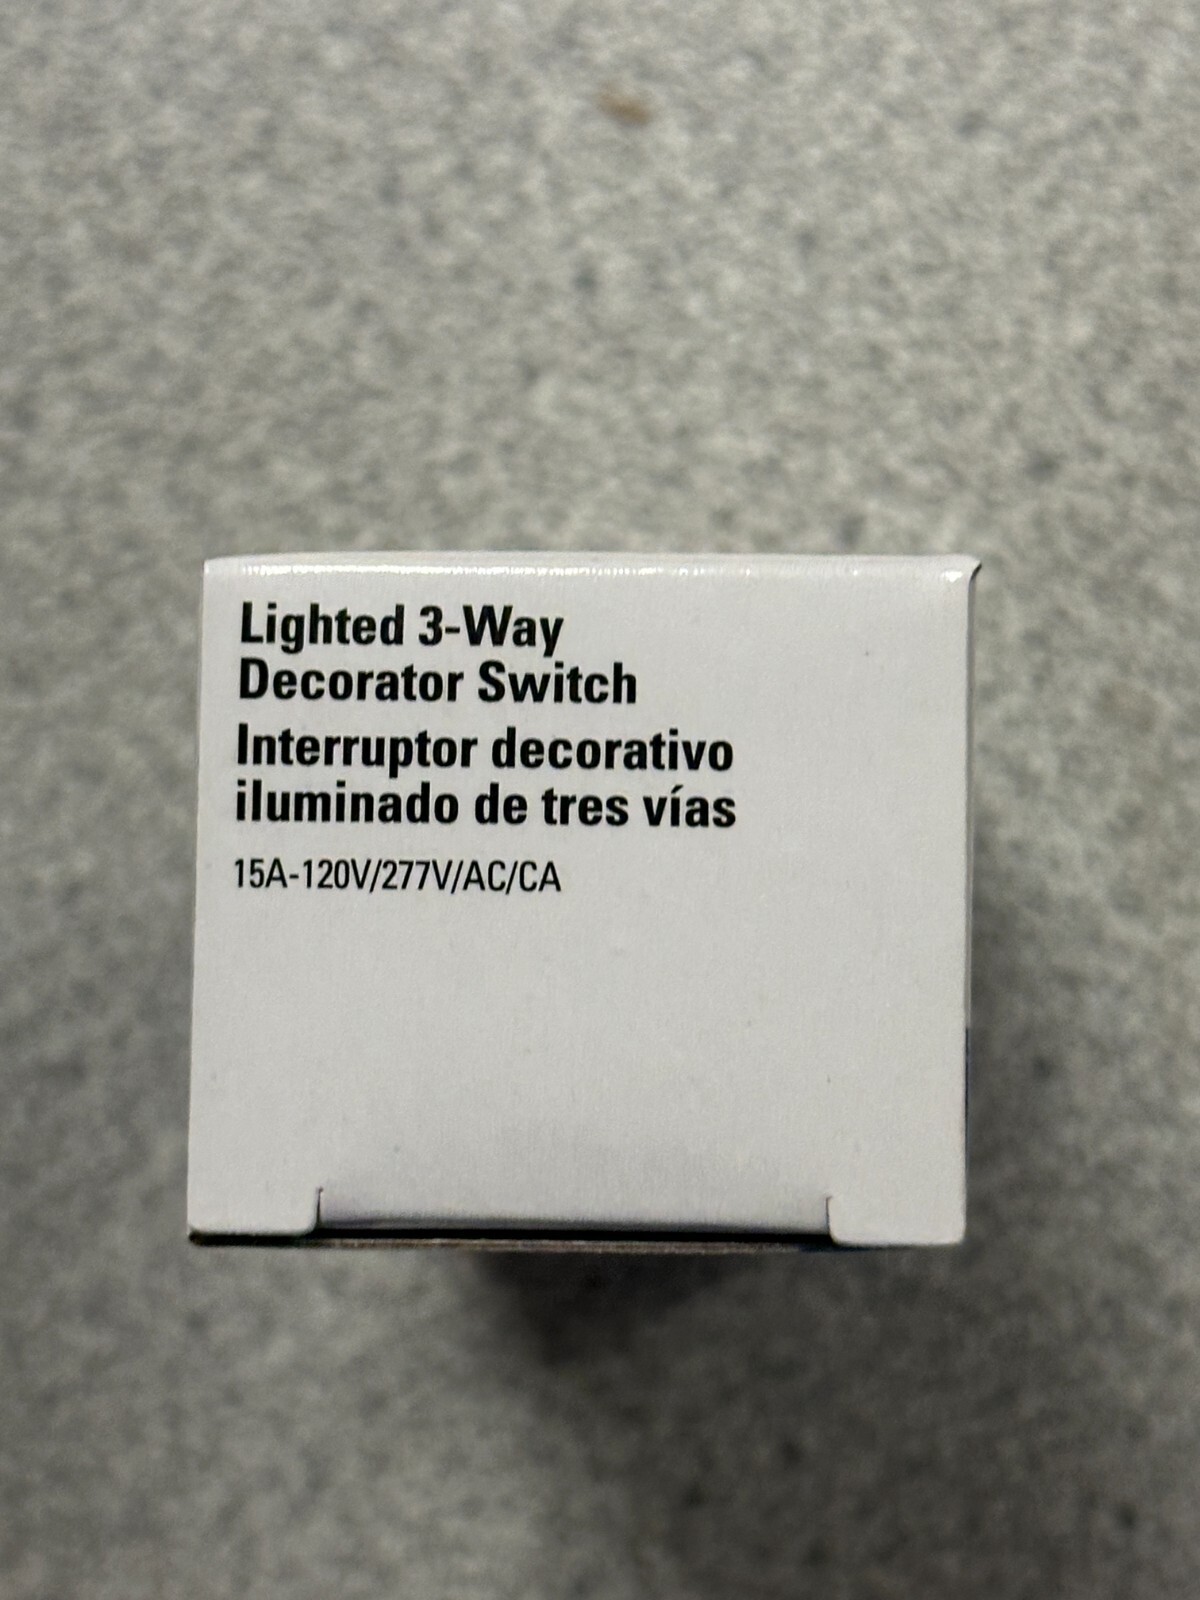 Lighted 3-Way
Decorator Switch
Interruptor decorativo
iluminado de tres vías
15A-120V/277V/AC/CA